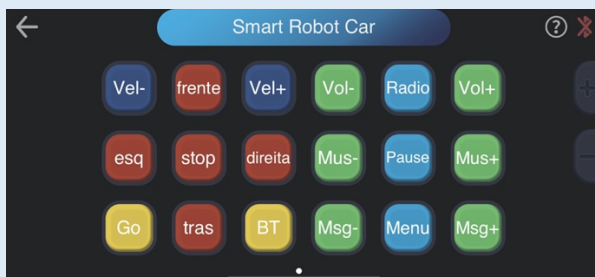 Smart Robot Car
Vel- frente Vel+ Vol- Radio Vol+
esq stop direita Mus- Pause Mus+
Go tras BT Msg- Menu Msg+